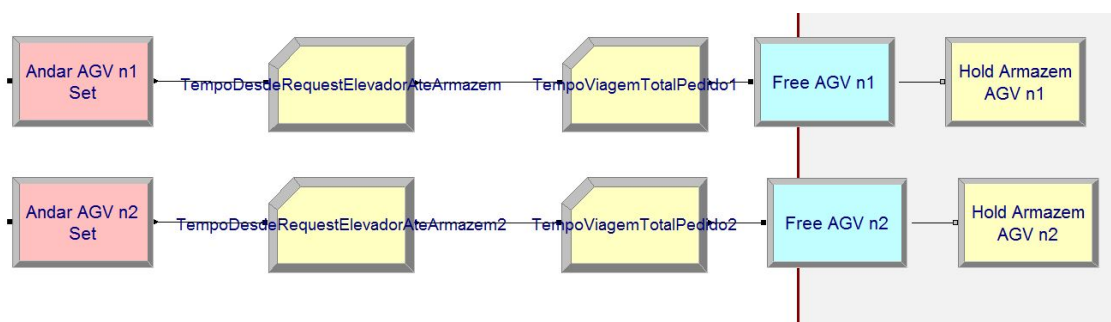 Andar AGV n1
Set
TempoDesdeRequestElevadorAteArmazem
TempoViagemTotalPedido1
Free AGV n1
Hold Armazem
AGV n1
Andar AGV n2
Set
TempoDesdeRequestElevadorAteArmazem2
TempoViagemTotalPedido2
Free AGV n2
Hold Armazem
AGV n2